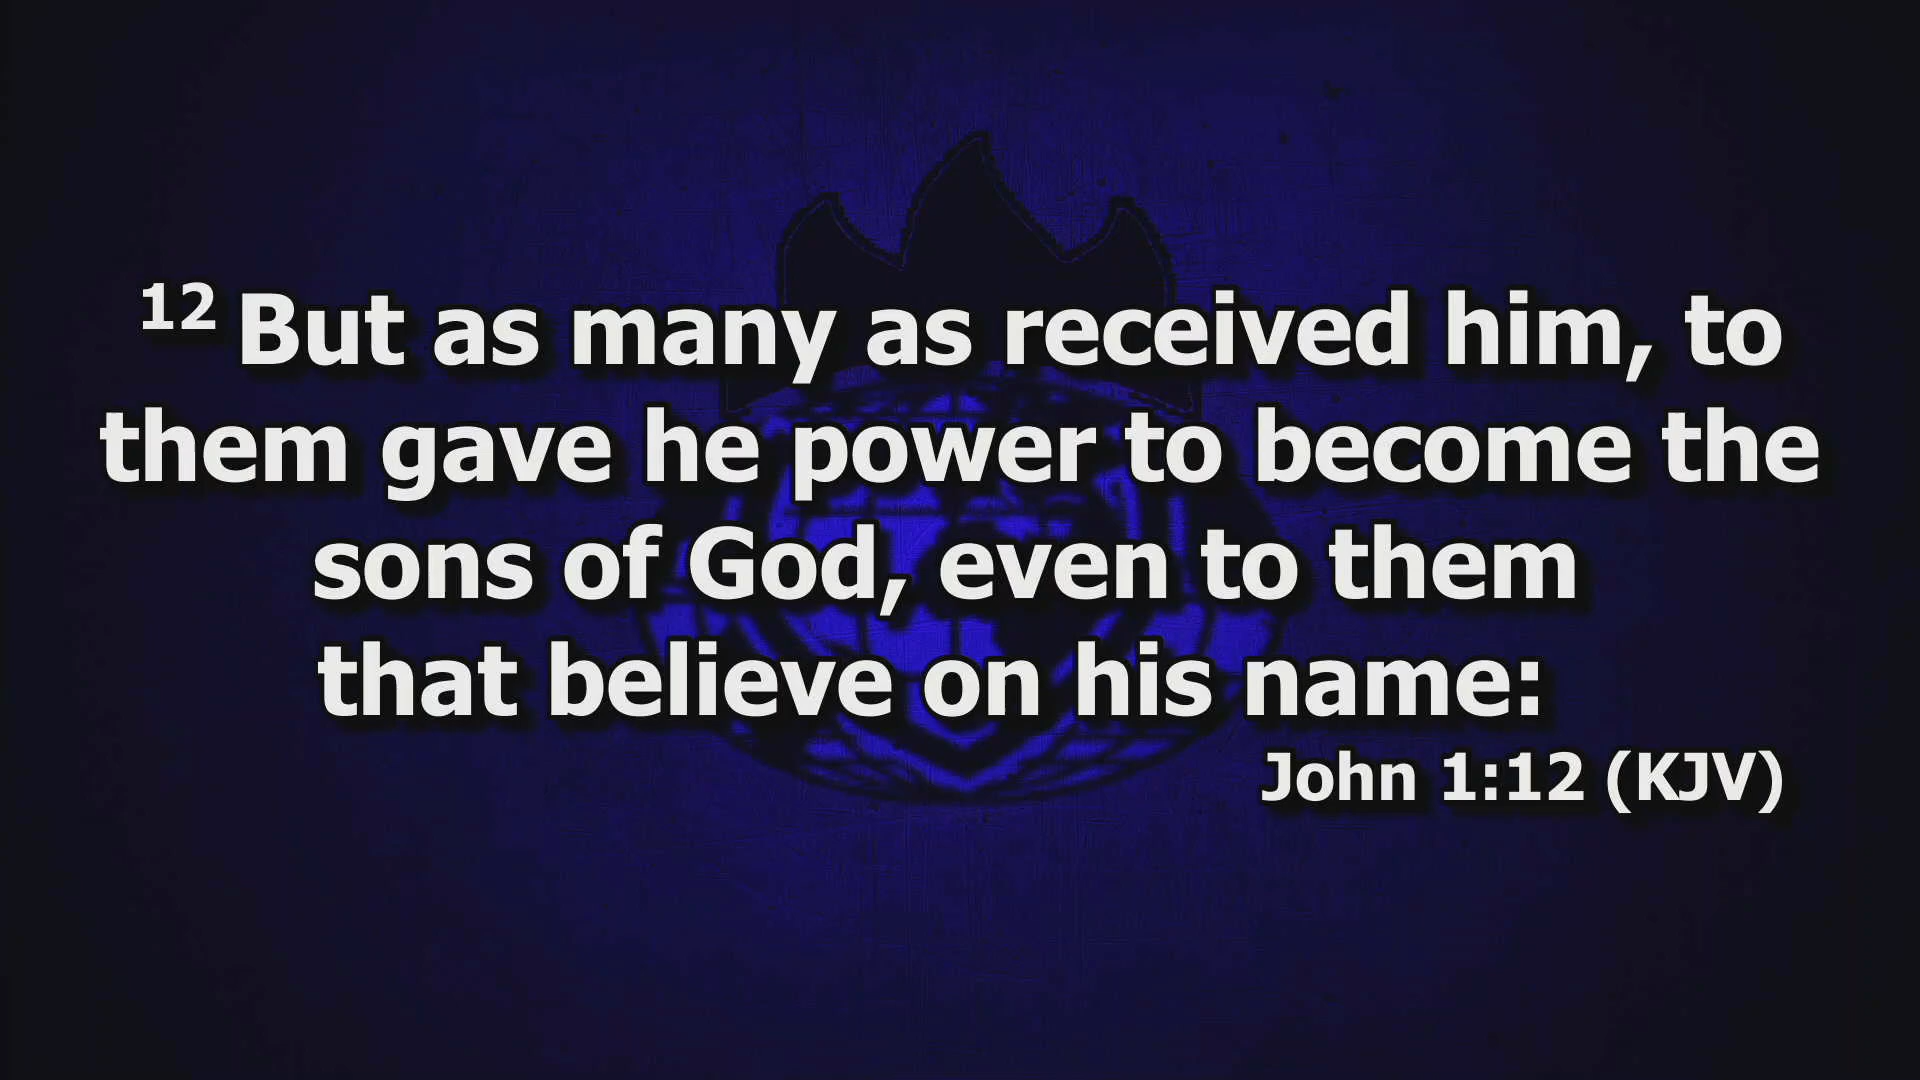 12 But as many as received him, to
them gave he power to become the
sons of God, even to them
that believe on his name:
John 1:12 (KJV)